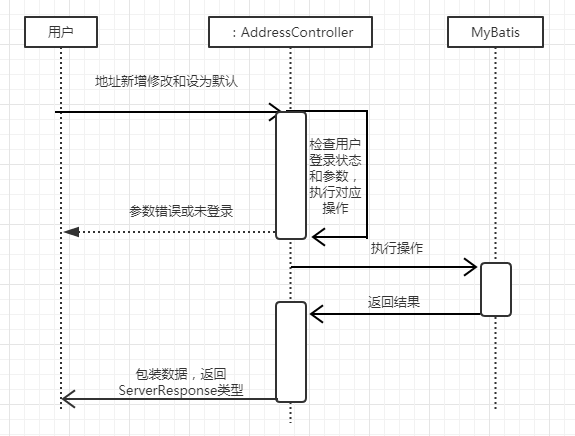 用户
: AddressController
MyBatis
地址新增修改和设为默认
检查用户
登录状态
和参数，
执行对应
操作
参数错误或未登录
执行操作
返回结果
包装数据，返回
ServerResponse类型